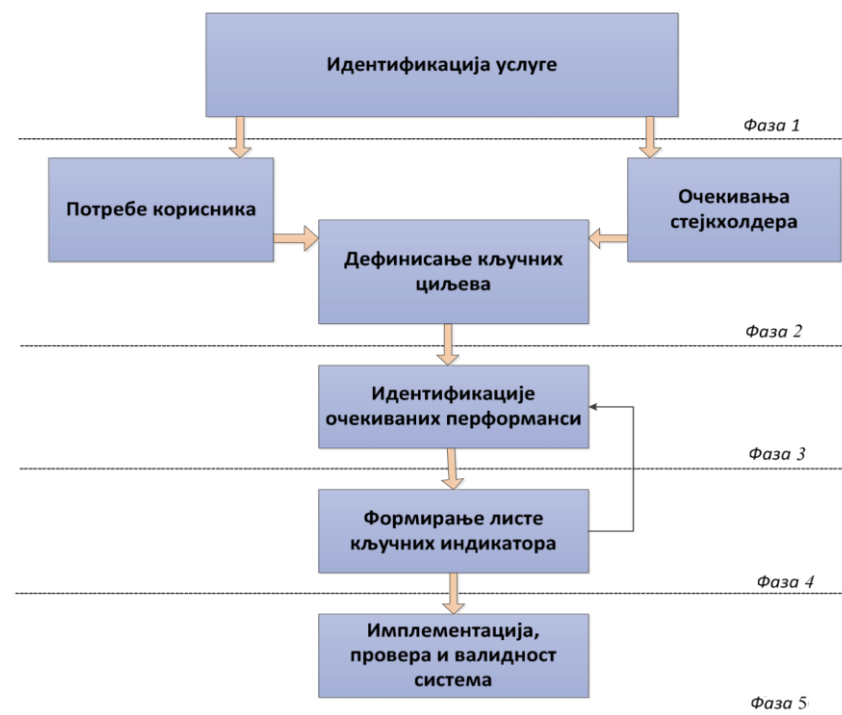 Идентификација услуге
Фаза 1
Потребе корисника
Очекивања
стејкхолдера
Дефинисање кључних
циљева
Фаза 2
Идентификације
очекиваних перформанси
Фаза 3
Формирање листе
кључних индикатора
Фаза 4
Имплементација,
провера и валидност
система
Фаза 5